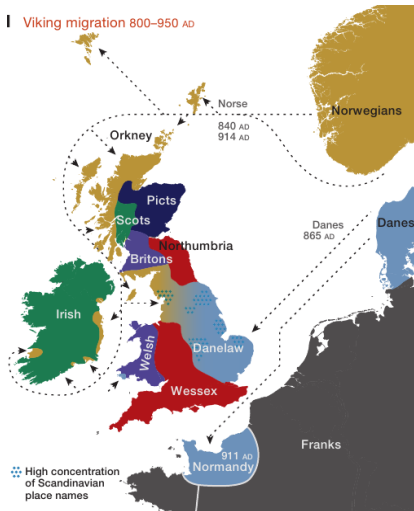 I Viking migration 800–950 AD
Norse
840 AD
914 AD
Norwegians
Orkney
Picts
Scots
Northumbria
Britons
Danes
865 AD
Danes
Irish
Welsh
Danelaw
Wessex
Franks
911 AD
Normandy
High concentration
of Scandinavian
place names